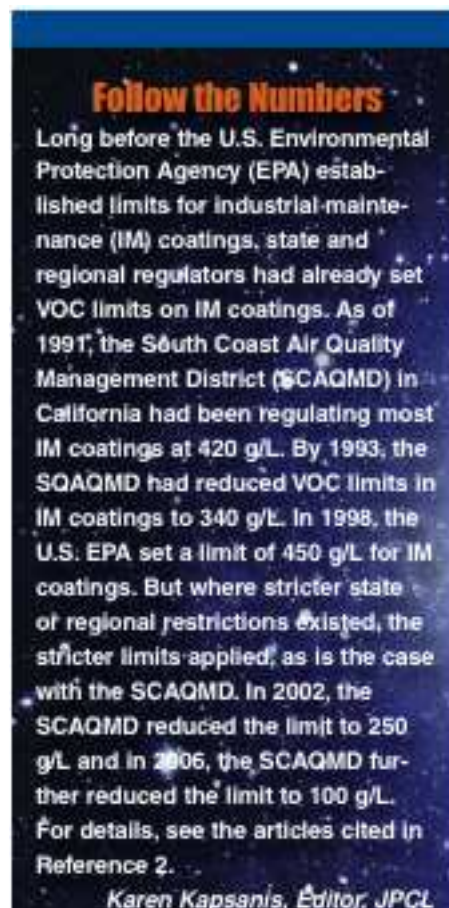 Follow the Numbers
Long before the U.S. Environmental
Protection Agency (EPA) estab-
lished limits for industrial-mainte-
nance (IM) coatings, state and
regional regulators had already set
VOC limits on IM coatings. As of
1991, the South Coast Air Quality
Management District (SCAQMD) in
California had been regulating most
IM coatings at 420 g/L. By 1993, the
SQAQMD had reduced VOC limits in
IM coatings to 340 g/L. In 1998, the
U.S. EPA set a limit of 450 g/L for IM
coatings. But where stricter state
or regional restrictions existed, the
stricter limits applied, as is the case
with the SCAQMD. In 2002, the
SCAQMD reduced the limit to 250
g/L and in 2006, the SCAQMD fur-
ther reduced the limit to 100 g/L.
For details, see the articles cited in
Reference 2.
Karen Kapsanis, Editor, JPCL